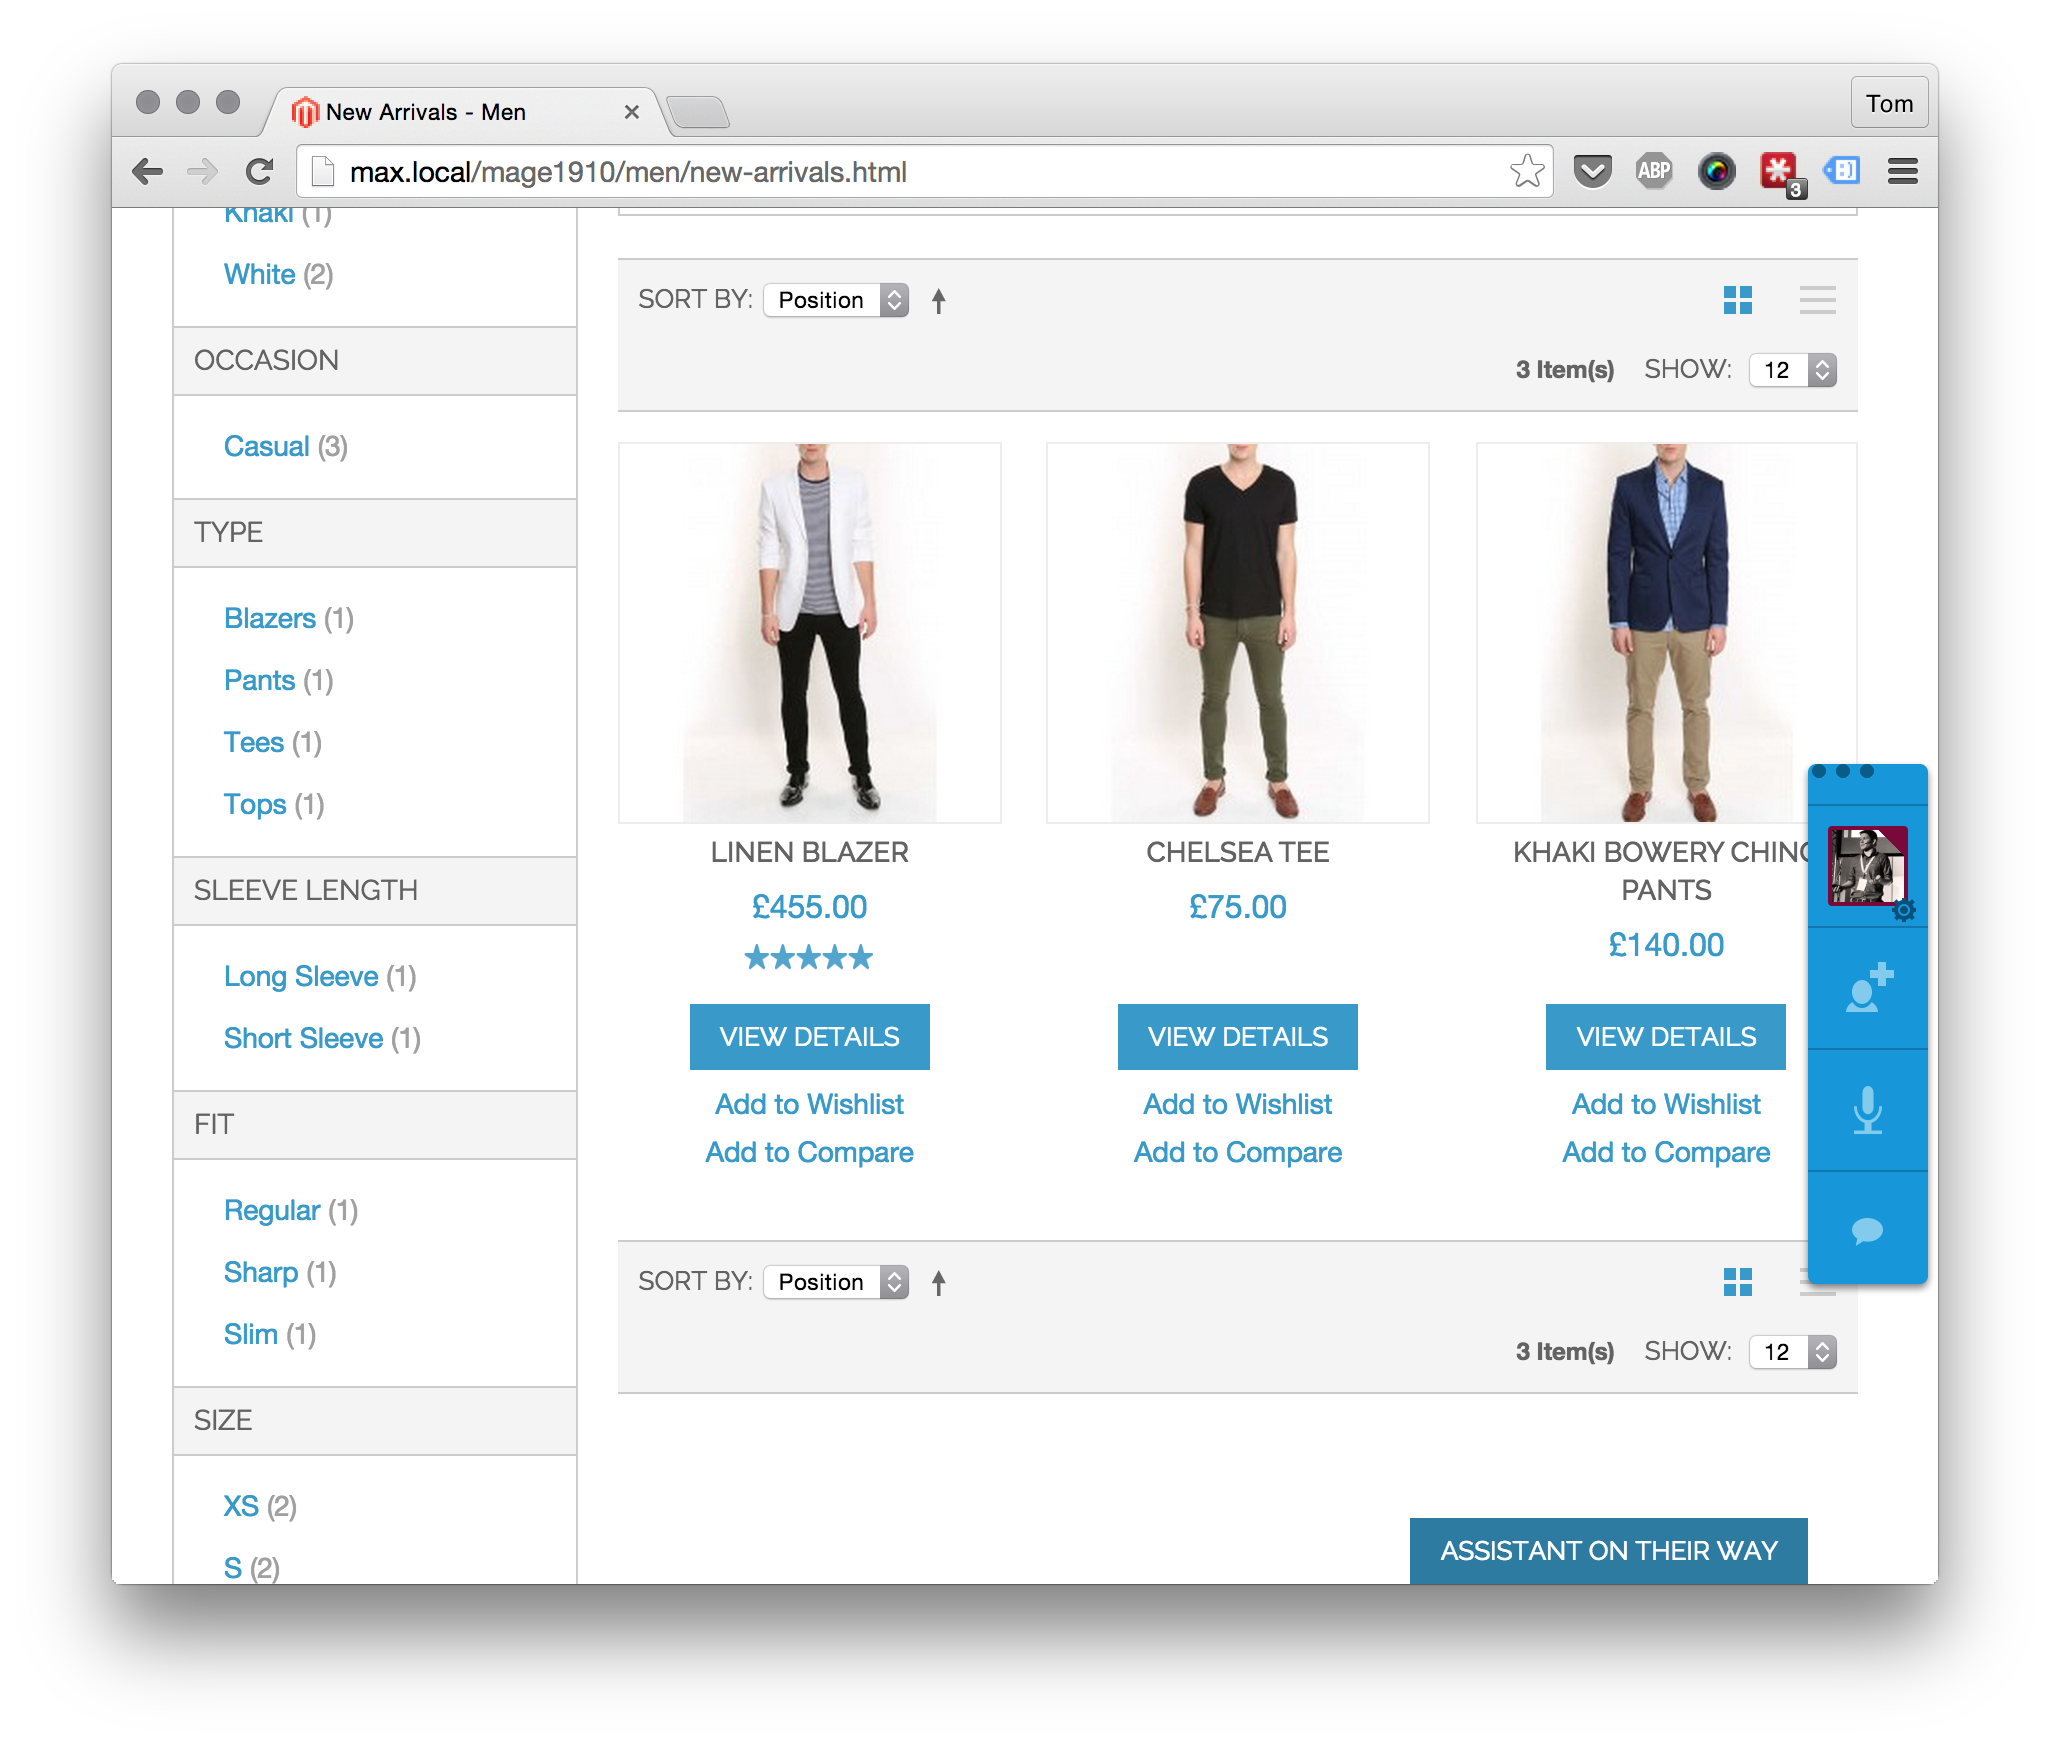 New Arrivals - Men
Tom
max.local/mage1910/men/new-arrivals.html
ABP
3
Khaki (1)
White (2)
OCCASION
Casual (3)
TYPE
Blazers (1)
Pants (1)
Tees (1)
Tops (1)
SLEEVE LENGTH
Long Sleeve (1)
Short Sleeve (1)
FIT
Regular (1)
Sharp (1)
Slim (1)
SIZE
XS (2)
S (2)
SORT BY: Position
3 Item(s) SHOW: 12
LINEN BLAZER
£455.00
VIEW DETAILS
Add to Wishlist
Add to Compare
CHELSEA TEE
£75.00
VIEW DETAILS
Add to Wishlist
Add to Compare
KHAKI BOWERY CHINO
PANTS
£140.00
VIEW DETAILS
Add to Wishlist
Add to Compare
SORT BY: Position
3 Item(s) SHOW: 12
ASSISTANT ON THEIR WAY